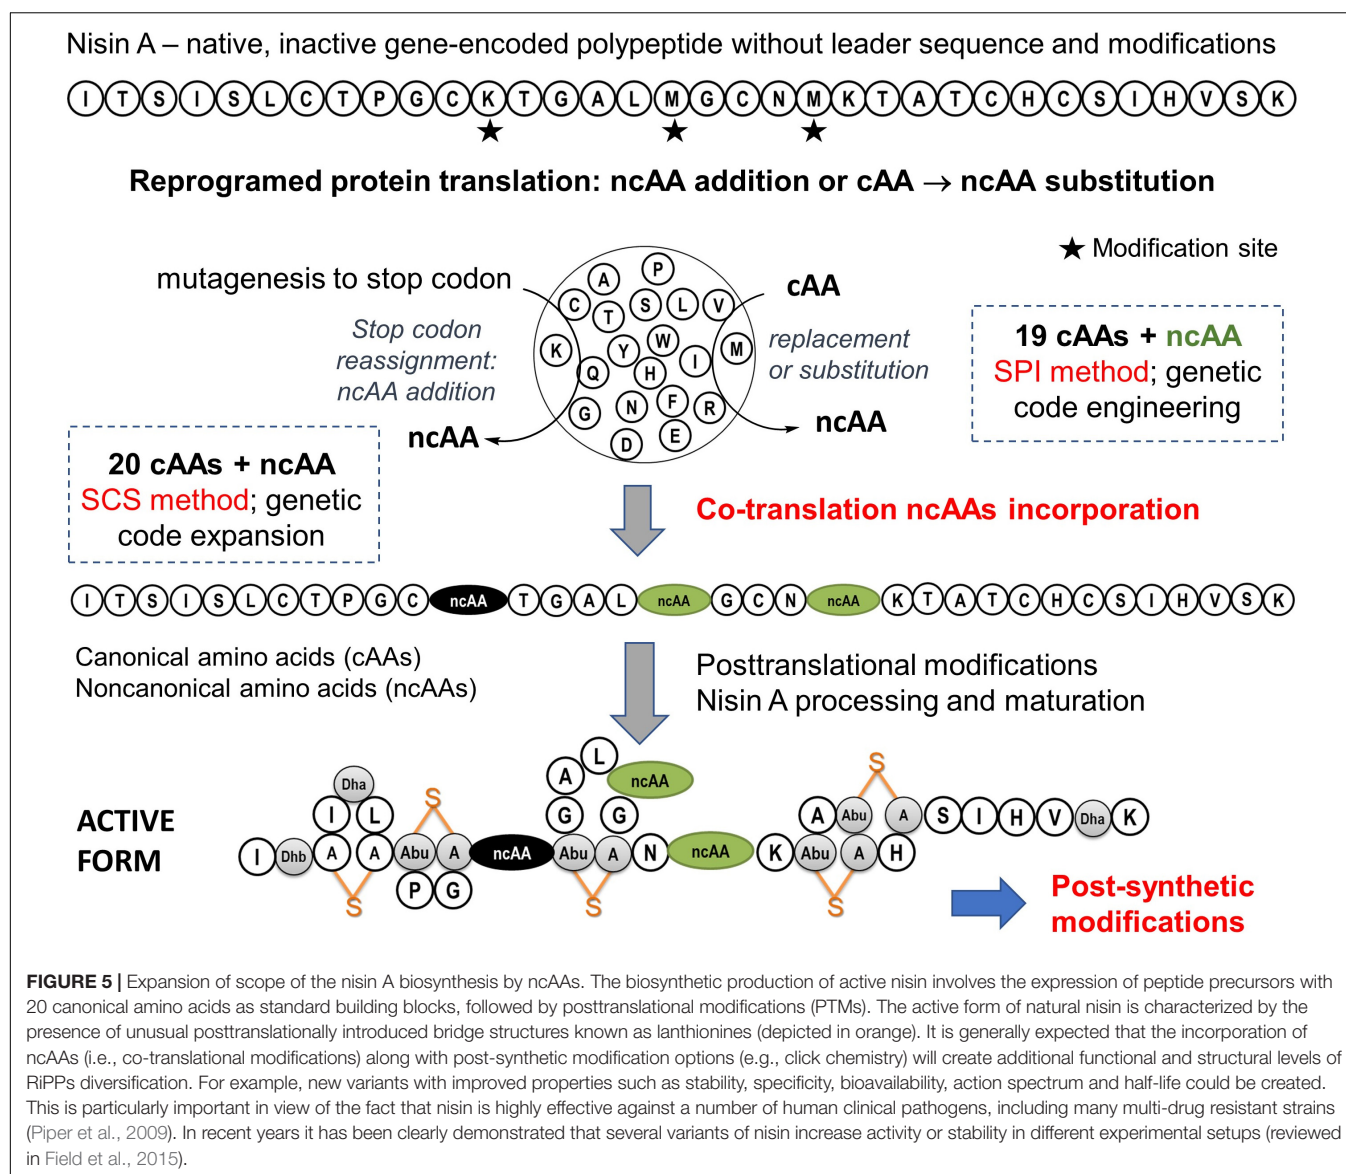 Nisin A – native, inactive gene-encoded polypeptide without leader sequence and modifications
I T S I S L C T P G C K T G A L M G C N M K T A T C H C S I H V S K
★ ★ ★
Reprogramed protein translation: ncAA addition or cAA → ncAA substitution
★ Modification site
mutagenesis to stop codon
Stop codon
reassignment:
ncAA addition
ncAA
A P
C T S L V
K Y W I M
Q H
G N F R
D E
cAA
replacement
or substitution
ncAA
19 cAAs + ncAA
SPI method; genetic
code engineering
20 cAAs + ncAA
SCS method; genetic
code expansion
Co-translation ncAAs incorporation
I T S I S L C T P G C ncAA T G A L ncAA G C N ncAA K T A T C H C S I H V S K
Canonical amino acids (cAAs)
Noncanonical amino acids (ncAAs)
Posttranslational modifications
Nisin A processing and maturation
ACTIVE
FORM
L S
Dha A ncAA
S
I L G G A Abu A S I H V Dha K
I Dhb A A Abu A ncAA Abu A N ncAA K Abu A H
P G
S S S
Post-synthetic
modifications
FIGURE 5 | Expansion of scope of the nisin A biosynthesis by ncAAs. The biosynthetic production of active nisin involves the expression of peptide precursors with
20 canonical amino acids as standard building blocks, followed by posttranslational modifications (PTMs). The active form of natural nisin is characterized by the
presence of unusual posttranslationally introduced bridge structures known as lanthionines (depicted in orange). It is generally expected that the incorporation of
ncAAs (i.e., co-translational modifications) along with post-synthetic modification options (e.g., click chemistry) will create additional functional and structural levels of
RiPPs diversification. For example, new variants with improved properties such as stability, specificity, bioavailability, action spectrum and half-life could be created.
This is particularly important in view of the fact that nisin is highly effective against a number of human clinical pathogens, including many multi-drug resistant strains
(Piper et al., 2009). In recent years it has been clearly demonstrated that several variants of nisin increase activity or stability in different experimental setups (reviewed
in Field et al., 2015).